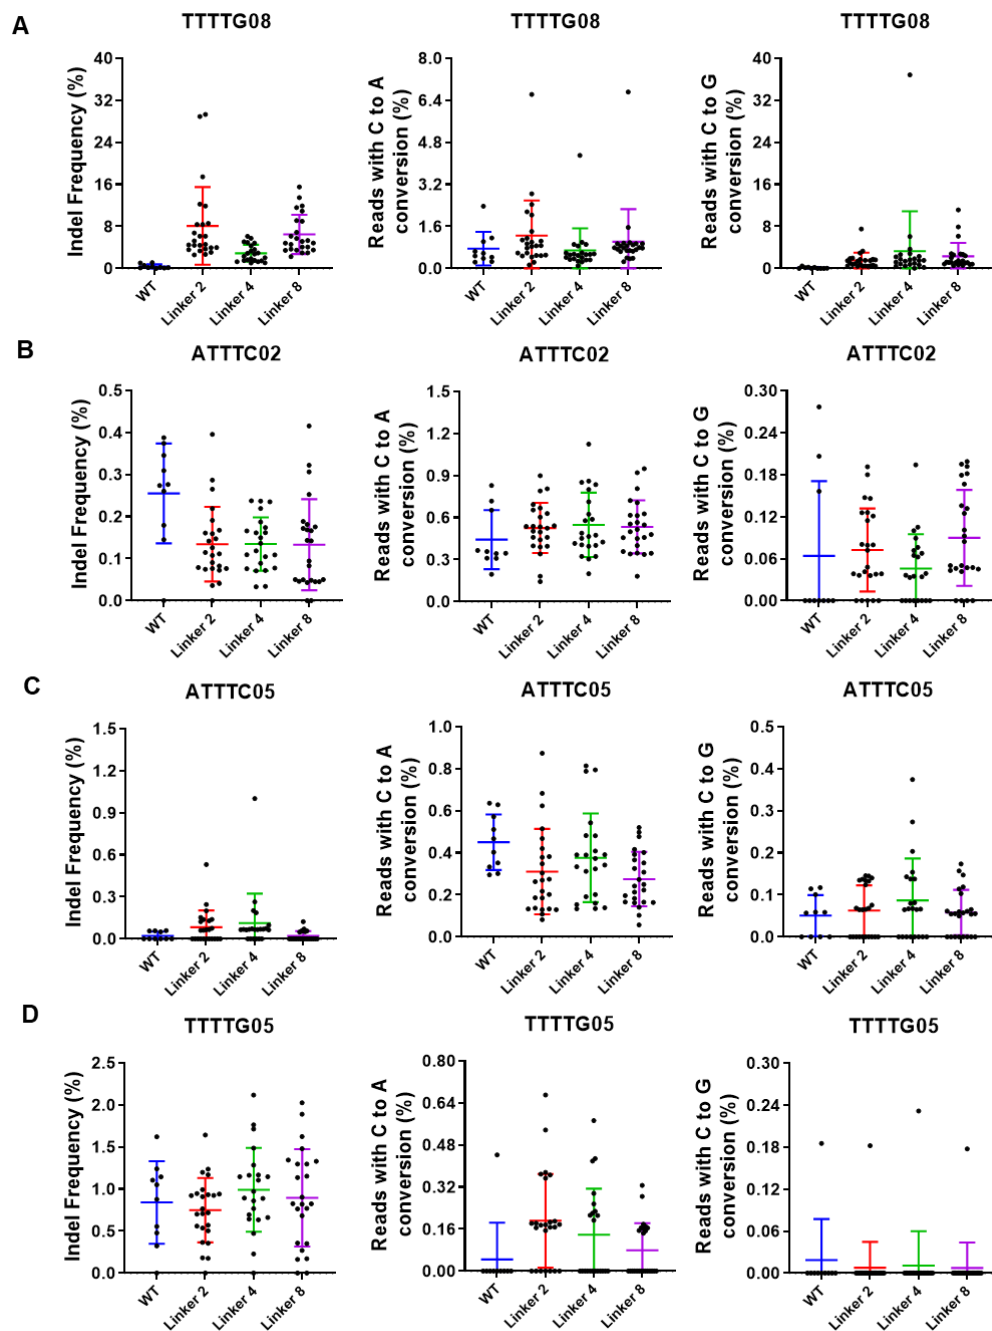 A
TTTTG08
TTTTG08
TTTTG08
Indel Frequency (%)
40
32
24
16
8
0
WT
Linker 2
Linker 4
Linker 8
Reads with C to A
conversion (%)
8.0
6.4
4.8
3.2
1.6
0.0
WT
Linker 2
Linker 4
Linker 8
Reads with C to G
conversion (%)
40
32
24
16
8
0
WT
Linker 2
Linker 4
Linker 8
B
ATTTC02
ATTTC02
ATTTC02
Indel Frequency (%)
0.5
0.4
0.3
0.2
0.1
0.0
WT
Linker 2
Linker 4
Linker 8
Reads with C to A
conversion (%)
1.5
1.2
0.9
0.6
0.3
0.0
WT
Linker 2
Linker 4
Linker 8
Reads with C to G
conversion (%)
0.30
0.24
0.18
0.12
0.06
0.00
WT
Linker 2
Linker 4
Linker 8
C
ATTTC05
ATTTC05
ATTTC05
Indel Frequency (%)
1.5
1.2
0.9
0.6
0.3
0.0
WT
Linker 2
Linker 4
Linker 8
Reads with C to A
conversion (%)
1.0
0.8
0.6
0.4
0.2
0.0
WT
Linker 2
Linker 4
Linker 8
Reads with C to G
conversion (%)
0.5
0.4
0.3
0.2
0.1
0.0
WT
Linker 2
Linker 4
Linker 8
D
TTTTG05
TTTTG05
TTTTG05
Indel Frequency (%)
2.5
2.0
1.5
1.0
0.5
0.0
WT
Linker 2
Linker 4
Linker 8
Reads with C to A
conversion (%)
0.80
0.64
0.48
0.32
0.16
0.00
WT
Linker 2
Linker 4
Linker 8
Reads with C to G
conversion (%)
0.30
0.24
0.18
0.12
0.06
0.00
WT
Linker 2
Linker 4
Linker 8